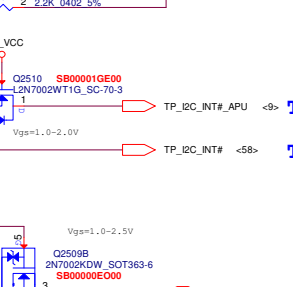 2 2.2K_0402_5%
_VCC
Q2510 SB00001GE00
L2N7002WT1G_SC-70-3
1 TP_I2C_INT#_APU <9>
D
Vgs=1.0~2.0V
TP_I2C_INT# <58>
Vgs=1.0~2.5V
5
Q2509B
2N7002KDW_SOT363-6
SB00000EO00
3